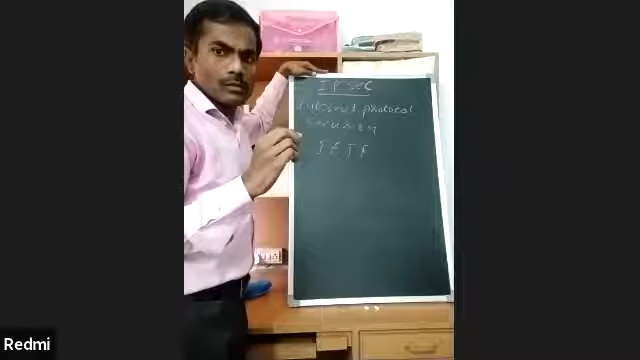 IPSec
Internet protocol
Security
IETF
Redmi